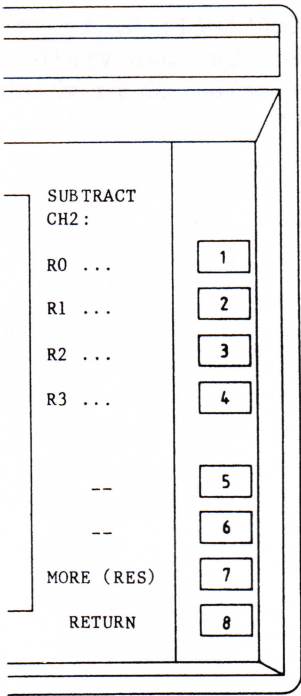 SUBTRACT
CH2:
R0 ... 1
R1 ... 2
R2 ... 3
R3 ... 4
-- 5
-- 6
MORE (RES) 7
RETURN 8